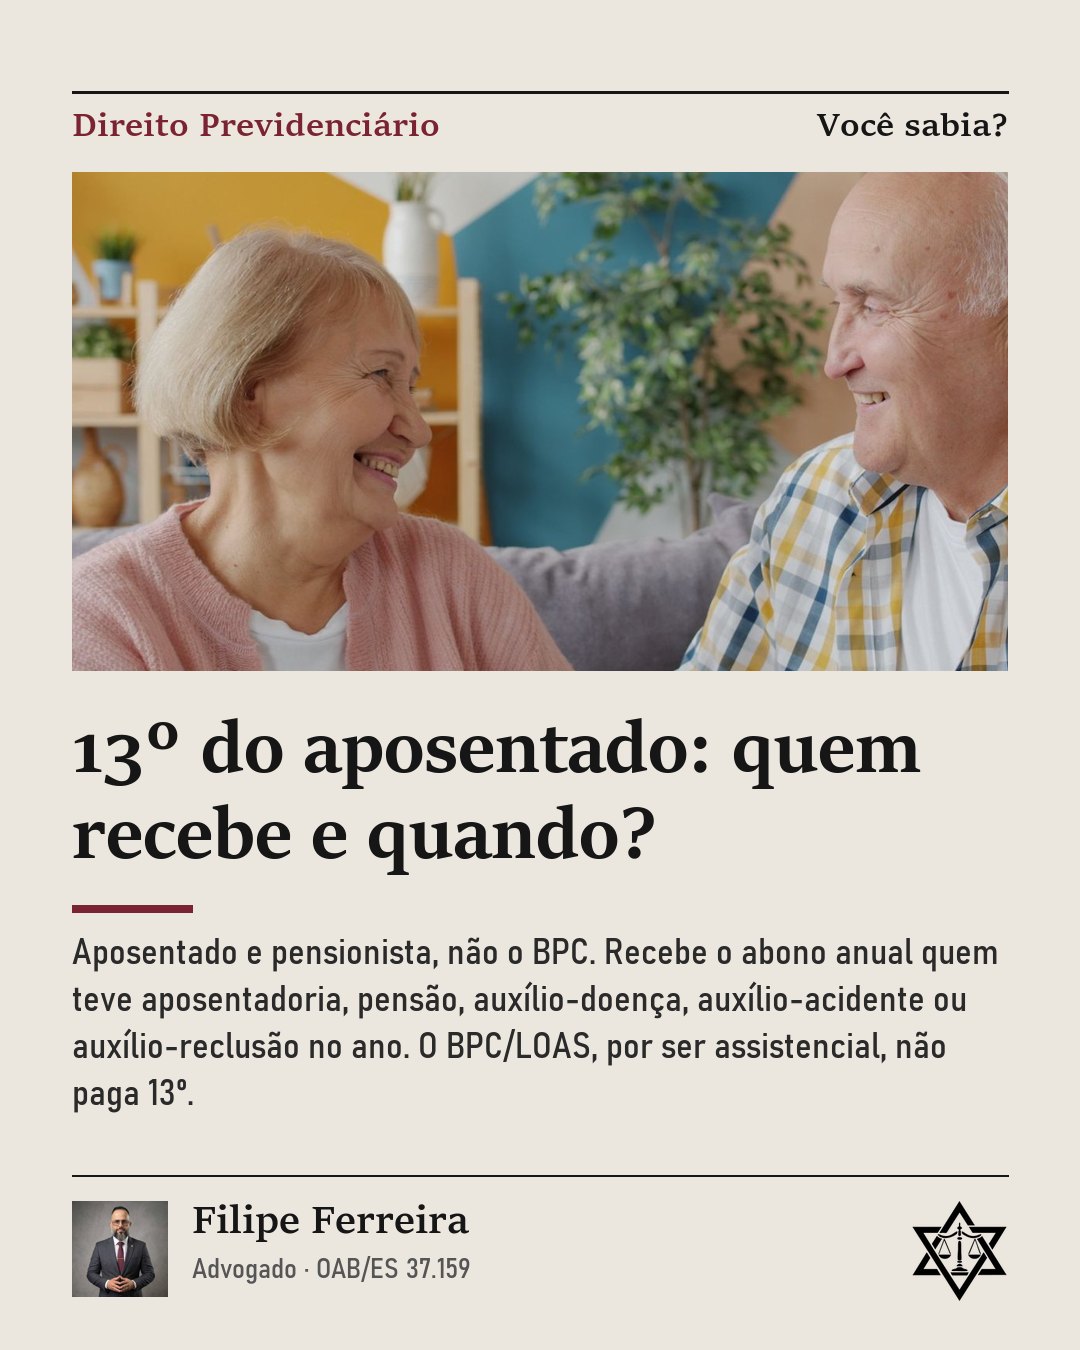 Direito Previdenciário
Você sabia?
13º do aposentado: quem
recebe e quando?
Aposentado e pensionista, não o BPC. Recebe o abono anual quem
teve aposentadoria, pensão, auxílio-doença, auxílio-acidente ou
auxílio-reclusão no ano. O BPC/LOAS, por ser assistencial, não
paga 13º.
Filipe Ferreira
Advogado · OAB/ES 37.159